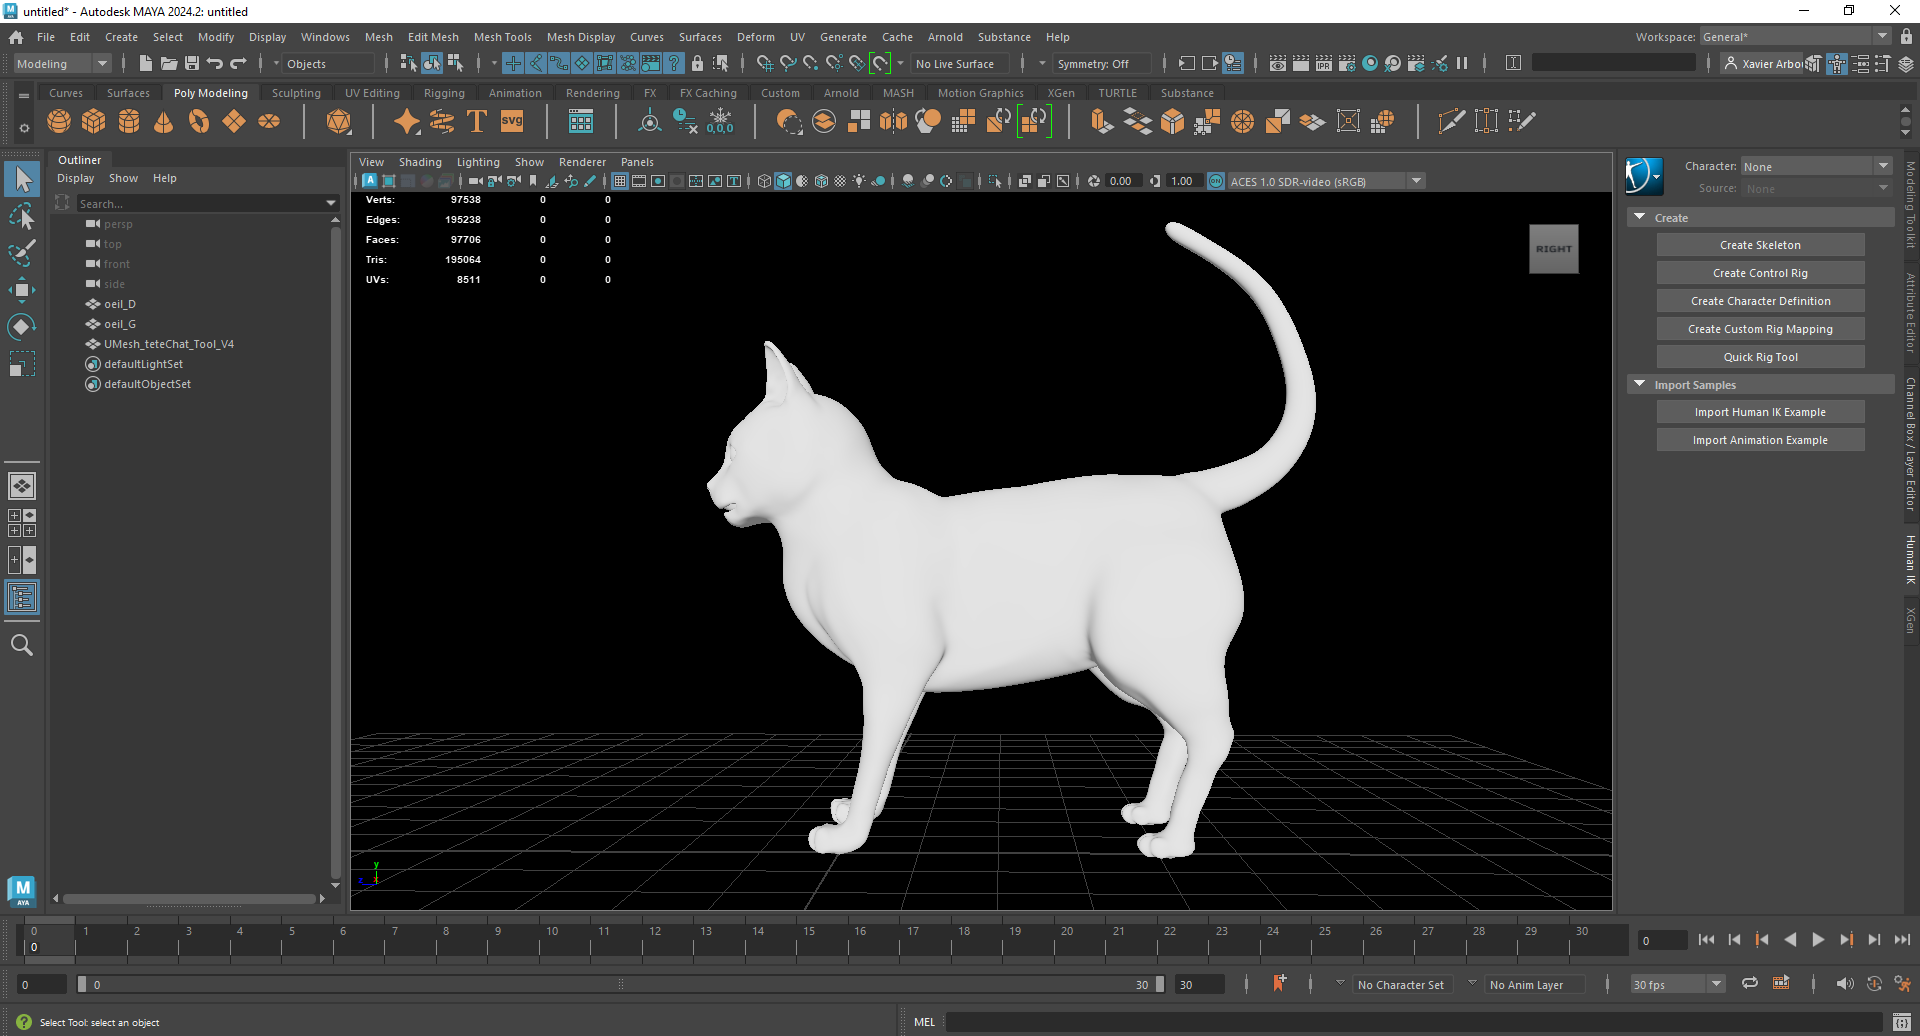 untitled* - Autodesk MAYA 2024.2: untitled
File Edit Create Select Modify Display Windows Mesh Edit Mesh Mesh Tools Mesh Display Curves Surfaces Deform UV Generate Cache Arnold Substance Help Workspace: General*
Modeling Objects No Live Surface Symmetry: Off Xavier Arbo
Curves Surfaces Poly Modeling Sculpting UV Editing Rigging Animation Rendering FX FX Caching Custom Arnold MASH Motion Graphics XGen TURTLE Substance
T SVG 0,0,0
Outliner
Display Show Help
Search...
persp
top
front
side
oeil_D
oeil_G
UMesh_teteChat_Tool_V4
defaultLightSet
defaultObjectSet
View Shading Lighting Show Renderer Panels
0.00 1.00 ACES 1.0 SDR-video (sRGB)
Verts: 97538 0 0
Edges: 195238 0 0
Faces: 97706 0 0
Tris: 195064 0 0
UVs: 8511 0 0
RIGHT
y
Character: None
Source: None
Create
Create Skeleton
Create Control Rig
Create Character Definition
Create Custom Rig Mapping
Quick Rig Tool
Import Samples
Import Human IK Example
Import Animation Example
Modeling Toolkit
Attribute Editor
Channel Box / Layer Editor
Human IK
XGen
M
AYA
0 1 2 3 4 5 6 7 8 9 10 11 12 13 14 15 16 17 18 19 20 21 22 23 24 25 26 27 28 29 30
0 0
0 0 30 30 No Character Set No Anim Layer 30 fps
Select Tool: select an object MEL